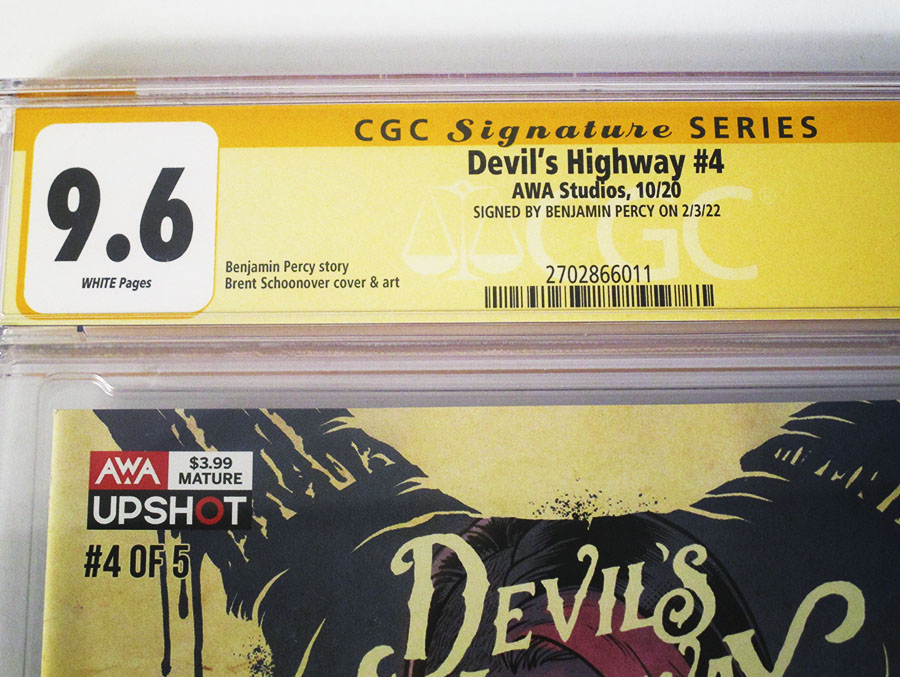 CGC Signature SERIES
9.6
WHITE Pages
Devil's Highway #4
AWA Studios, 10/20
SIGNED BY BENJAMIN PERCY ON 2/3/22
Benjamin Percy story
Brent Schoonover cover & art
CGC
2702866011
AWA
$3.99
MATURE
UPSHOT
#4 OF 5
DEVIL'S